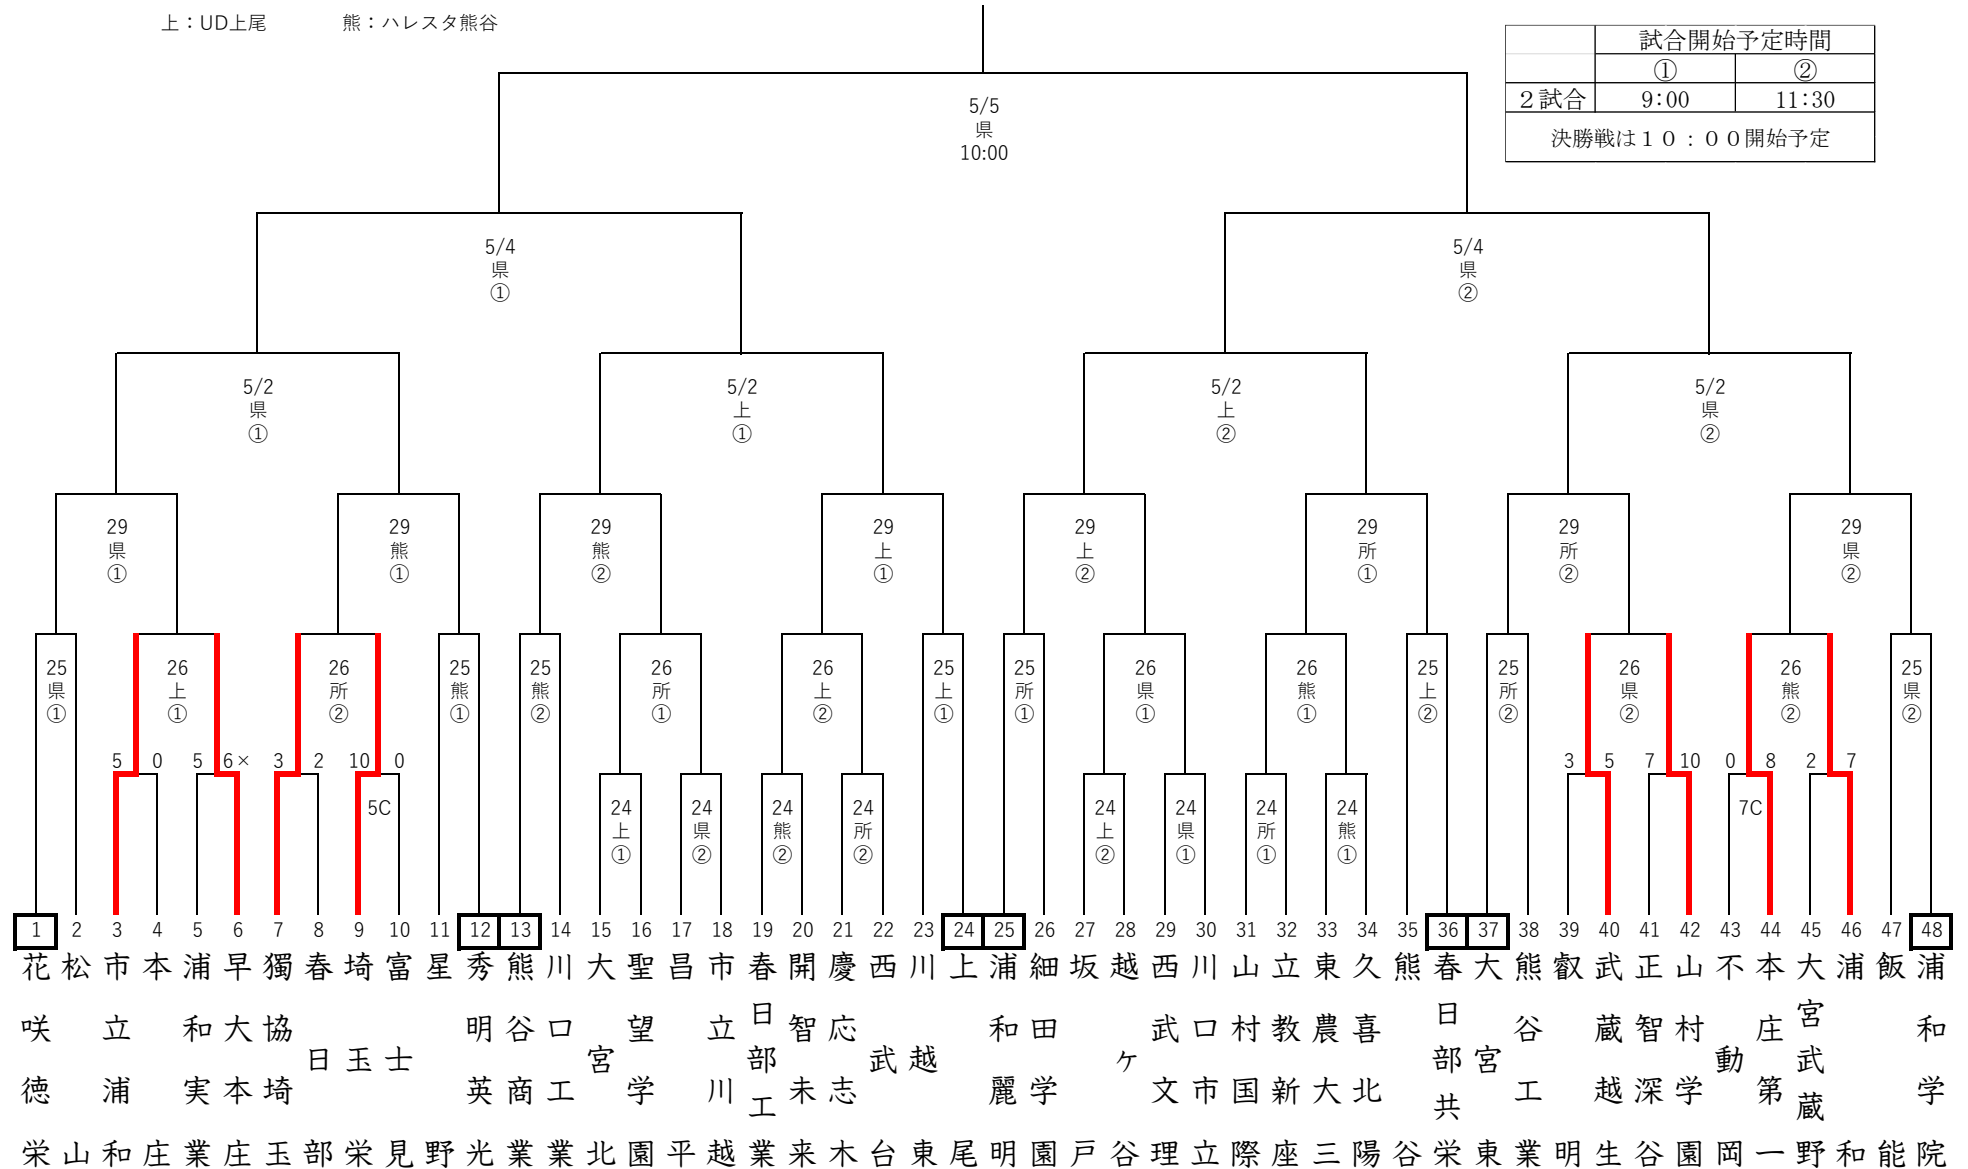 上：UD上尾 熊：ハレスタ熊谷
試合開始予定時間
① ②
２試合 9:00 11:30
決勝戦は１０：００開始予定
5/5
県
10:00
5/4 5/4
県 県
① ②
5/2 5/2 5/2 5/2
県 上 上 県
① ① ② ②
29 29 29 29 29 29 29 29
県 熊 熊 上 上 所 所 県
① ① ② ① ② ① ② ②
25 26 26 25 25 26 26 25 25 26 26 25 25 26 26 25
県 上 所 熊 熊 所 上 上 所 県 熊 上 所 県 熊 県
① ① ② ① ② ① ② ① ① ① ① ② ② ② ② ②
5 0 5 6× 3 2 10 0 3 5 7 10 0 8 2 7
5C 24 24 24 24 24 24 24 24 7C
上 県 熊 所 上 県 所 熊
① ② ② ② ② ① ① ①
1 2 3 4 5 6 7 8 9 10 11 12 13 14 15 16 17 18 19 20 21 22 23 24 25 26 27 28 29 30 31 32 33 34 35 36 37 38 39 40 41 42 43 44 45 46 47 48
花咲徳栄
松山
市立浦和
本庄
浦和実業
早大本庄
獨協埼玉
春日部
埼玉栄
富士見
星野
秀明英光
熊谷商業
川口工業
大宮北
聖望学園
昌平
市立川越
春日部工業
開智未来
慶応志木
西武台
川越東
上尾
浦和麗明
細田学園
坂戸
越ヶ谷
西武文理
川口市立
山村国際
立教新座
東農大三
久喜北陽
熊谷
春日部共栄
大宮東
熊谷工業
叡明
武蔵越生
正智深谷
山村学園
不動岡
本庄第一
大宮武蔵野
浦和
飯能
浦和学院